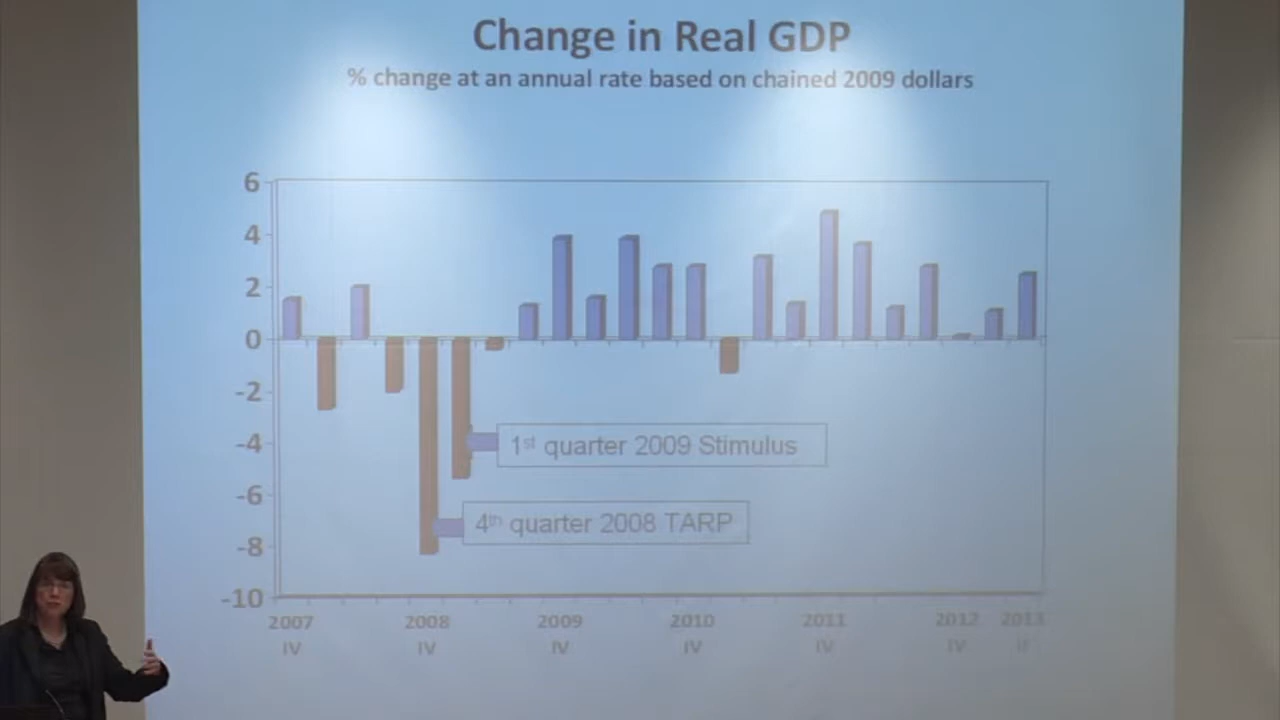 Change in Real GDP
% change at an annual rate based on chained 2009 dollars
6
4
2
0
-2
-4
-6
-8
-10
1st quarter 2009 Stimulus
4th quarter 2008 TARP
2007 2008 2009 2010 2011 2012 2013
IV IV IV IV IV IV II